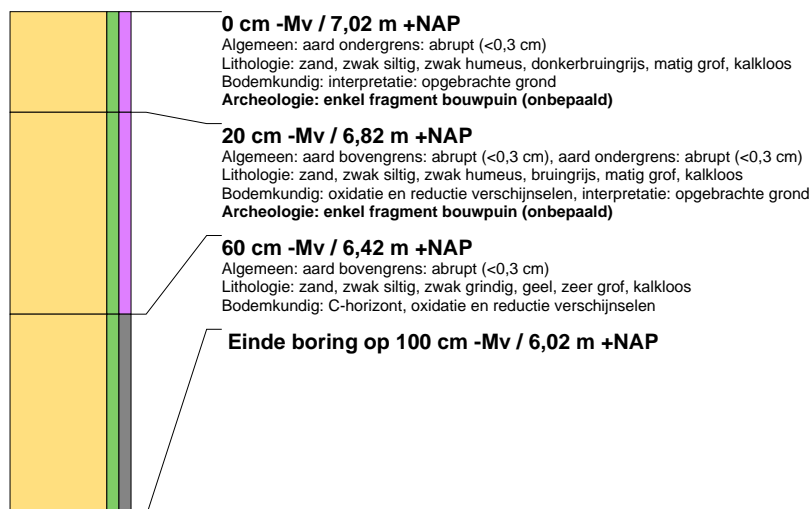 0 cm -Mv / 7,02 m +NAP
Algemeen: aard ondergrens: abrupt (<0,3 cm)
Lithologie: zand, zwak siltig, zwak humeus, donkerbruingrijs, matig grof, kalkloos
Bodemkundig: interpretatie: opgebrachte grond
Archeologie: enkel fragment bouwpuin (onbepaald)
20 cm -Mv / 6,82 m +NAP
Algemeen: aard bovengrens: abrupt (<0,3 cm), aard ondergrens: abrupt (<0,3 cm)
Lithologie: zand, zwak siltig, zwak humeus, bruingrijs, matig grof, kalkloos
Bodemkundig: oxidatie en reductie verschijnselen, interpretatie: opgebrachte grond
Archeologie: enkel fragment bouwpuin (onbepaald)
60 cm -Mv / 6,42 m +NAP
Algemeen: aard bovengrens: abrupt (<0,3 cm)
Lithologie: zand, zwak siltig, zwak grindig, geel, zeer grof, kalkloos
Bodemkundig: C-horizont, oxidatie en reductie verschijnselen
Einde boring op 100 cm -Mv / 6,02 m +NAP